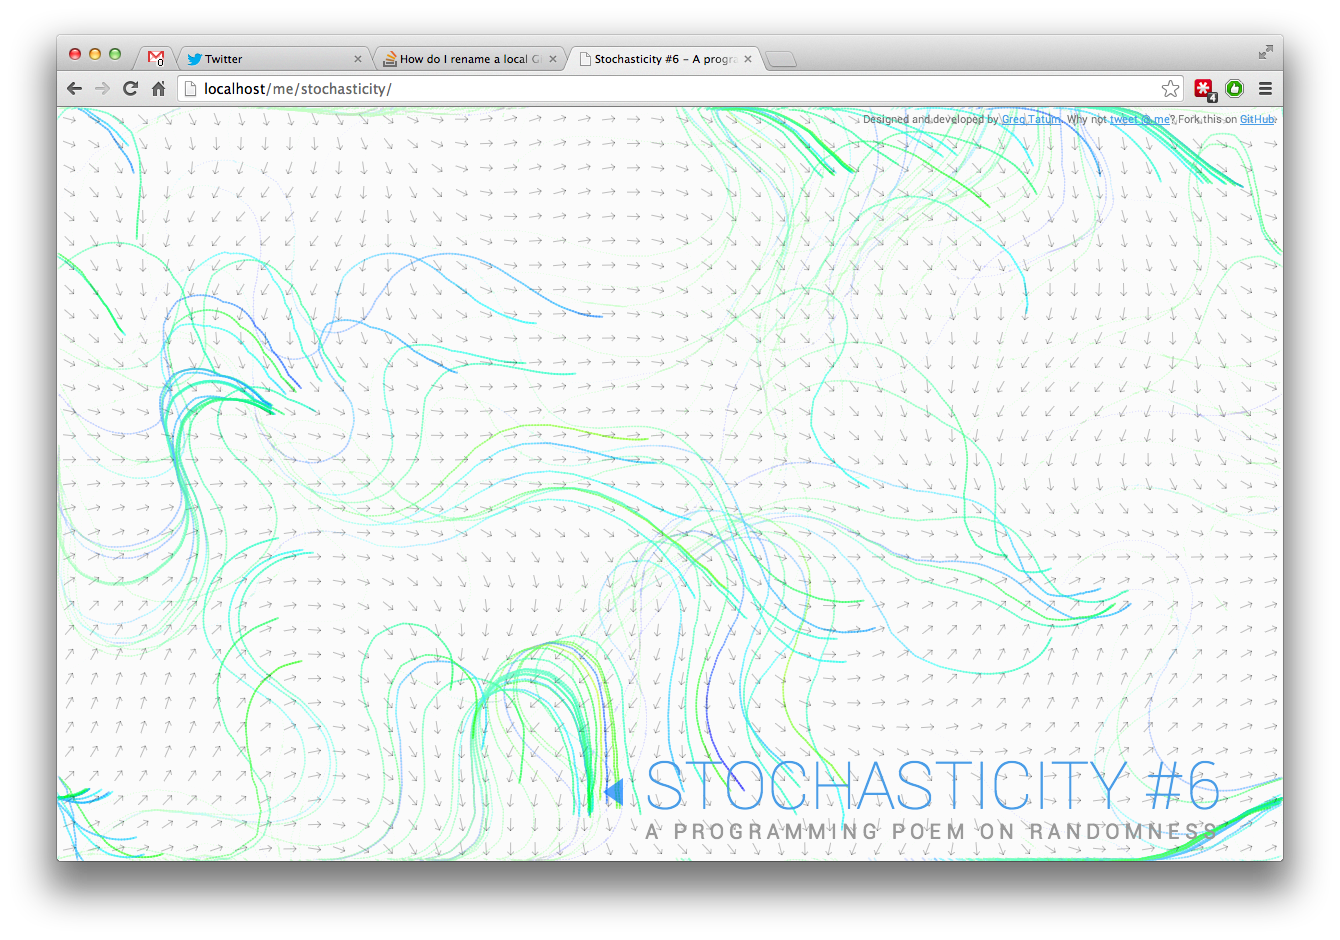 0
Twitter
How do I rename a local G
Stochasticity #6 – A progra
localhost/me/stochasticity/
4
Designed and developed by Greg Tatum. Why not tweet @ me? Fork this on GitHub.
STOCHASTICITY #6
A PROGRAMMING POEM ON RANDOMNESS